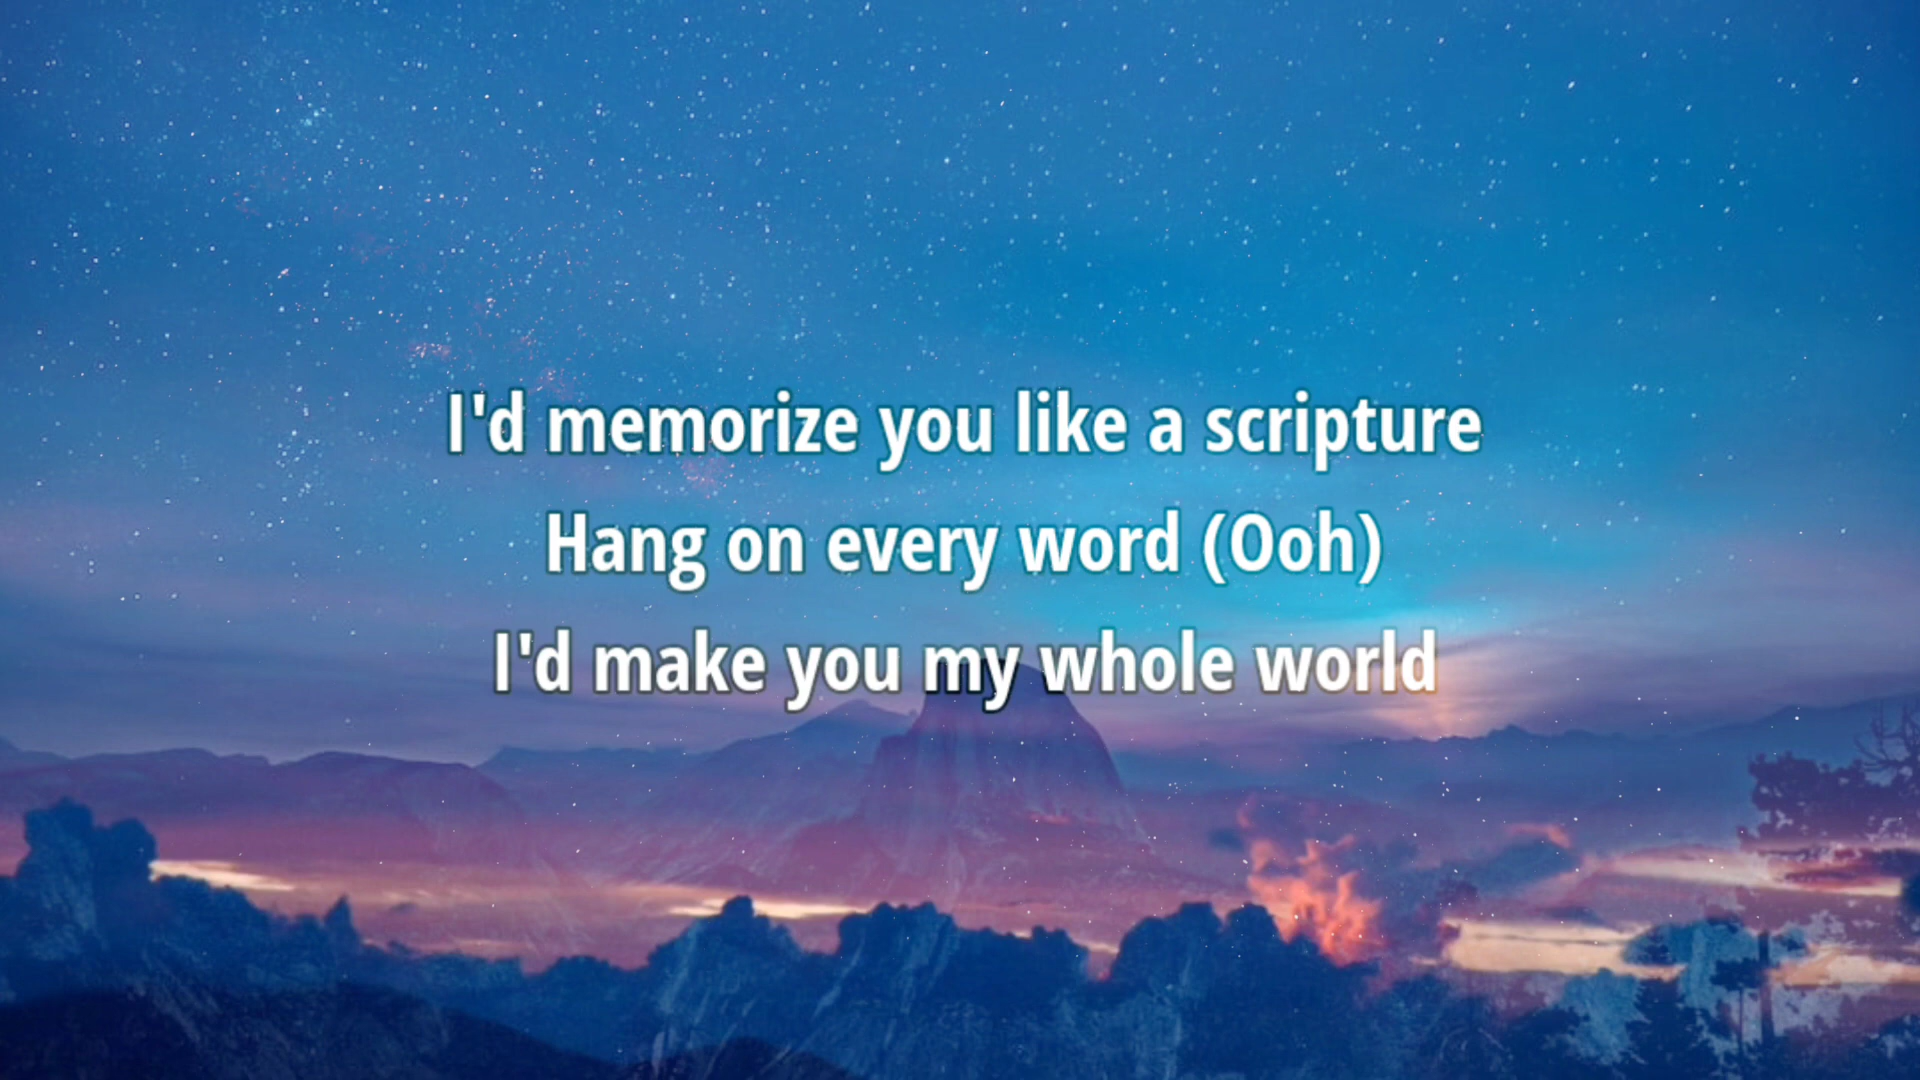 I'd memorize you like a scripture
Hang on every word (Ooh)
I'd make you my whole world